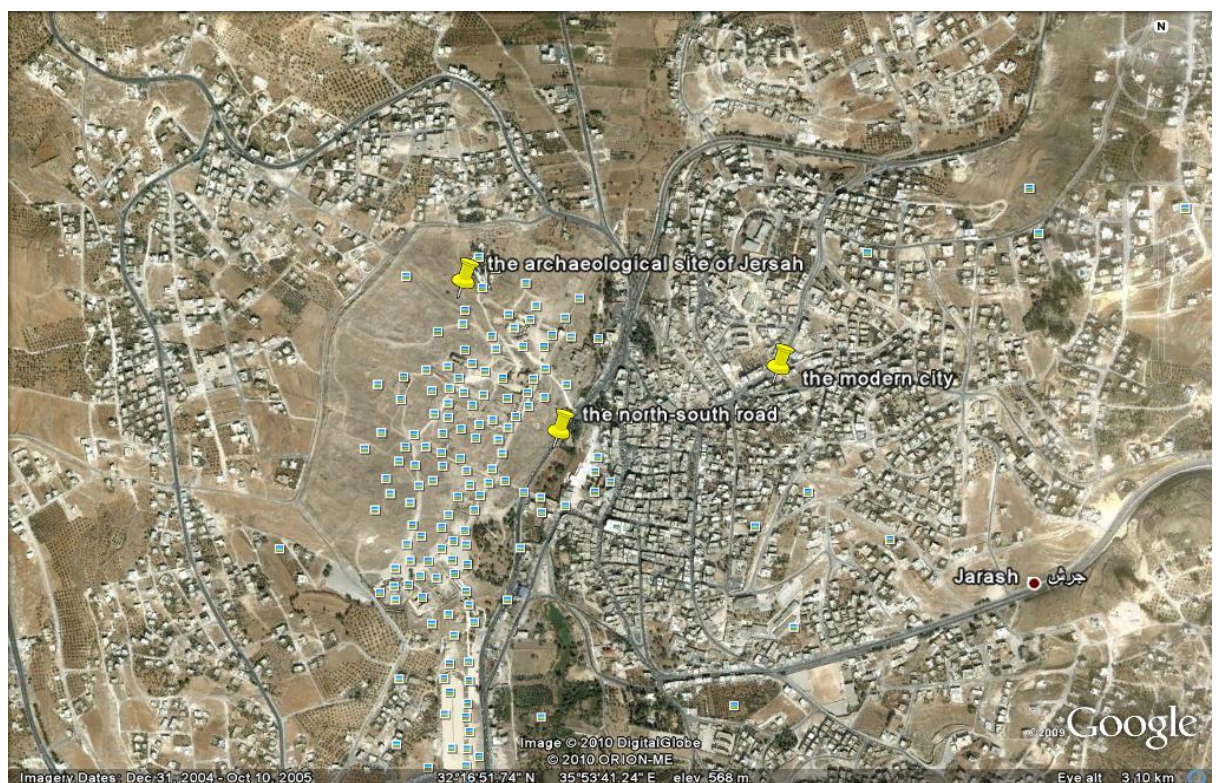 N
the archaeological site of Jersah
the modern city
the north-south road
Jarash جرش
Image © 2010 DigitalGlobe
© 2010 ORION-ME
©2009 Google
Imagery Dates: Dec 31, 2004 - Oct 10, 2005 32°16'51.74" N 35°53'41.24" E elev 568 m Eye alt 3.10 km